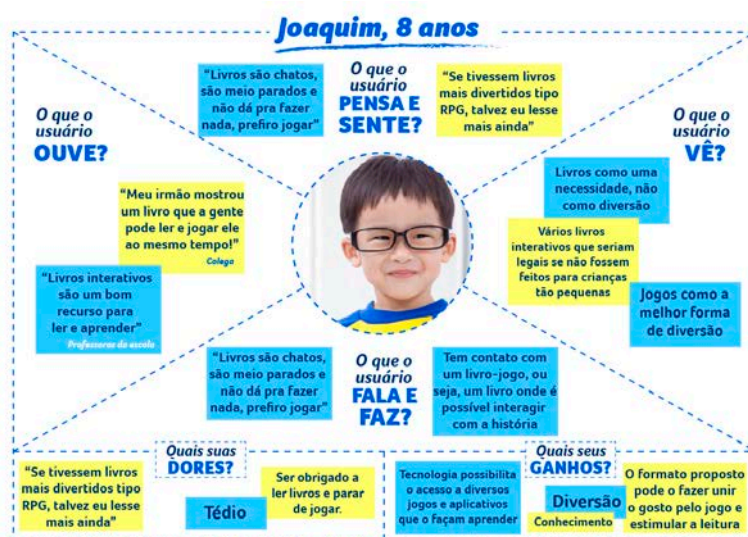 Joaquim, 8 anos
O que o
usuário
OUVE?
“Meu irmão mostrou
um livro que a gente
pode ler e jogar ele
ao mesmo tempo!”
Colega
“Livros interativos
são um bom
recurso para
ler e aprender”
Professoras da escola
“Livros são chatos,
são meio parados e
não dá pra fazer
nada, prefiro jogar”
O que o
usuário
PENSA E
SENTE?
“Se tivessem livros
mais divertidos tipo
RPG, talvez eu lesse
mais ainda”
O que o
usuário
VÊ?
Livros como uma
necessidade, não
como diversão
Vários livros
interativos que seriam
legais se não fossem
feitos para crianças
tão pequenas
Jogos como a
melhor forma
de diversão
“Livros são chatos,
são meio parados e
não dá pra fazer
nada, prefiro jogar”
O que o
usuário
FALA E
FAZ?
Tem contato com
um livro-jogo, ou
seja, um livro onde é
possível interagir
com a história
Quais suas
DORES?
“Se tivessem livros
mais divertidos tipo
RPG, talvez eu lesse
mais ainda”
Tédio
Ser obrigado a
ler livros e parar
de jogar.
Quais seus
GANHOS?
Tecnologia possibilita
o acesso a diversos
jogos e aplicativos
que o façam aprender
Diversão
Conhecimento
O formato proposto
pode o fazer unir
o gosto pelo jogo e
estimular a leitura